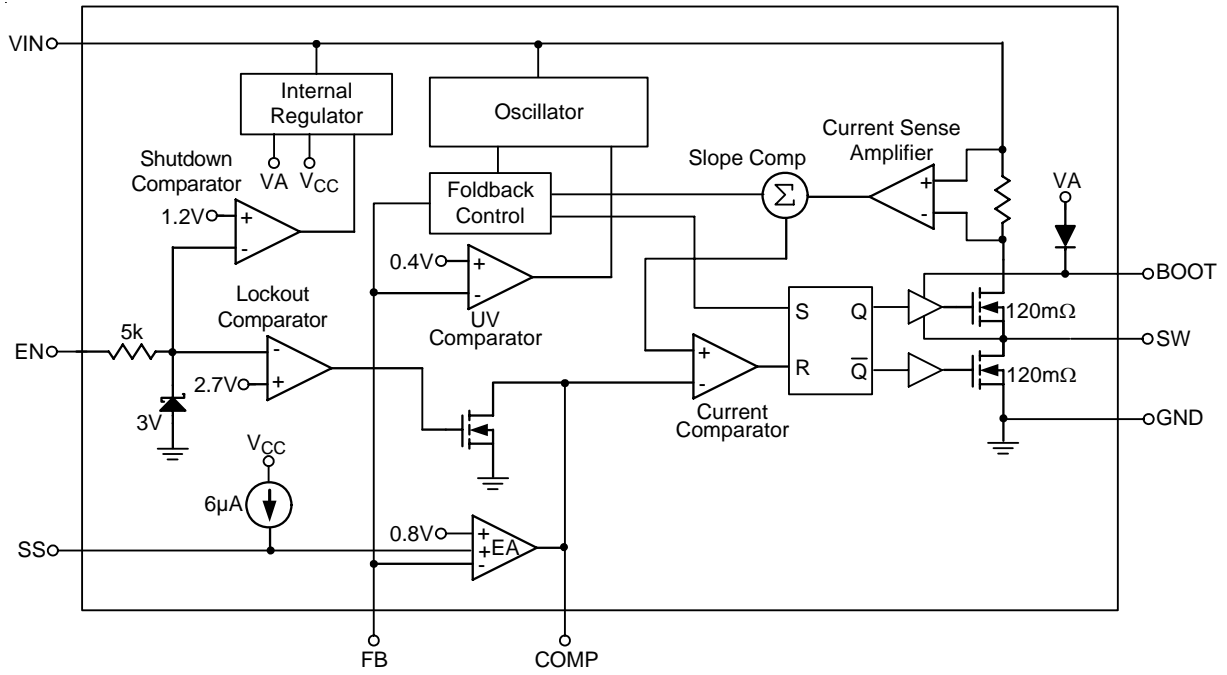 VIN
Internal
Regulator
Oscillator
Current Sense
Amplifier
Shutdown
Comparator
VA
VCC
Slope Comp
Foldback
Control
Σ
+
-
VA
1.2V
+
-
0.4V
+
-
UV
Comparator
BOOT
Lockout
Comparator
S
Q
120mΩ
5k
EN
-
+
2.7V
3V
SW
+
-
R
Q̅
120mΩ
Current
Comparator
GND
VCC
6µA
0.8V
+
+
-
EA
SS
FB
COMP